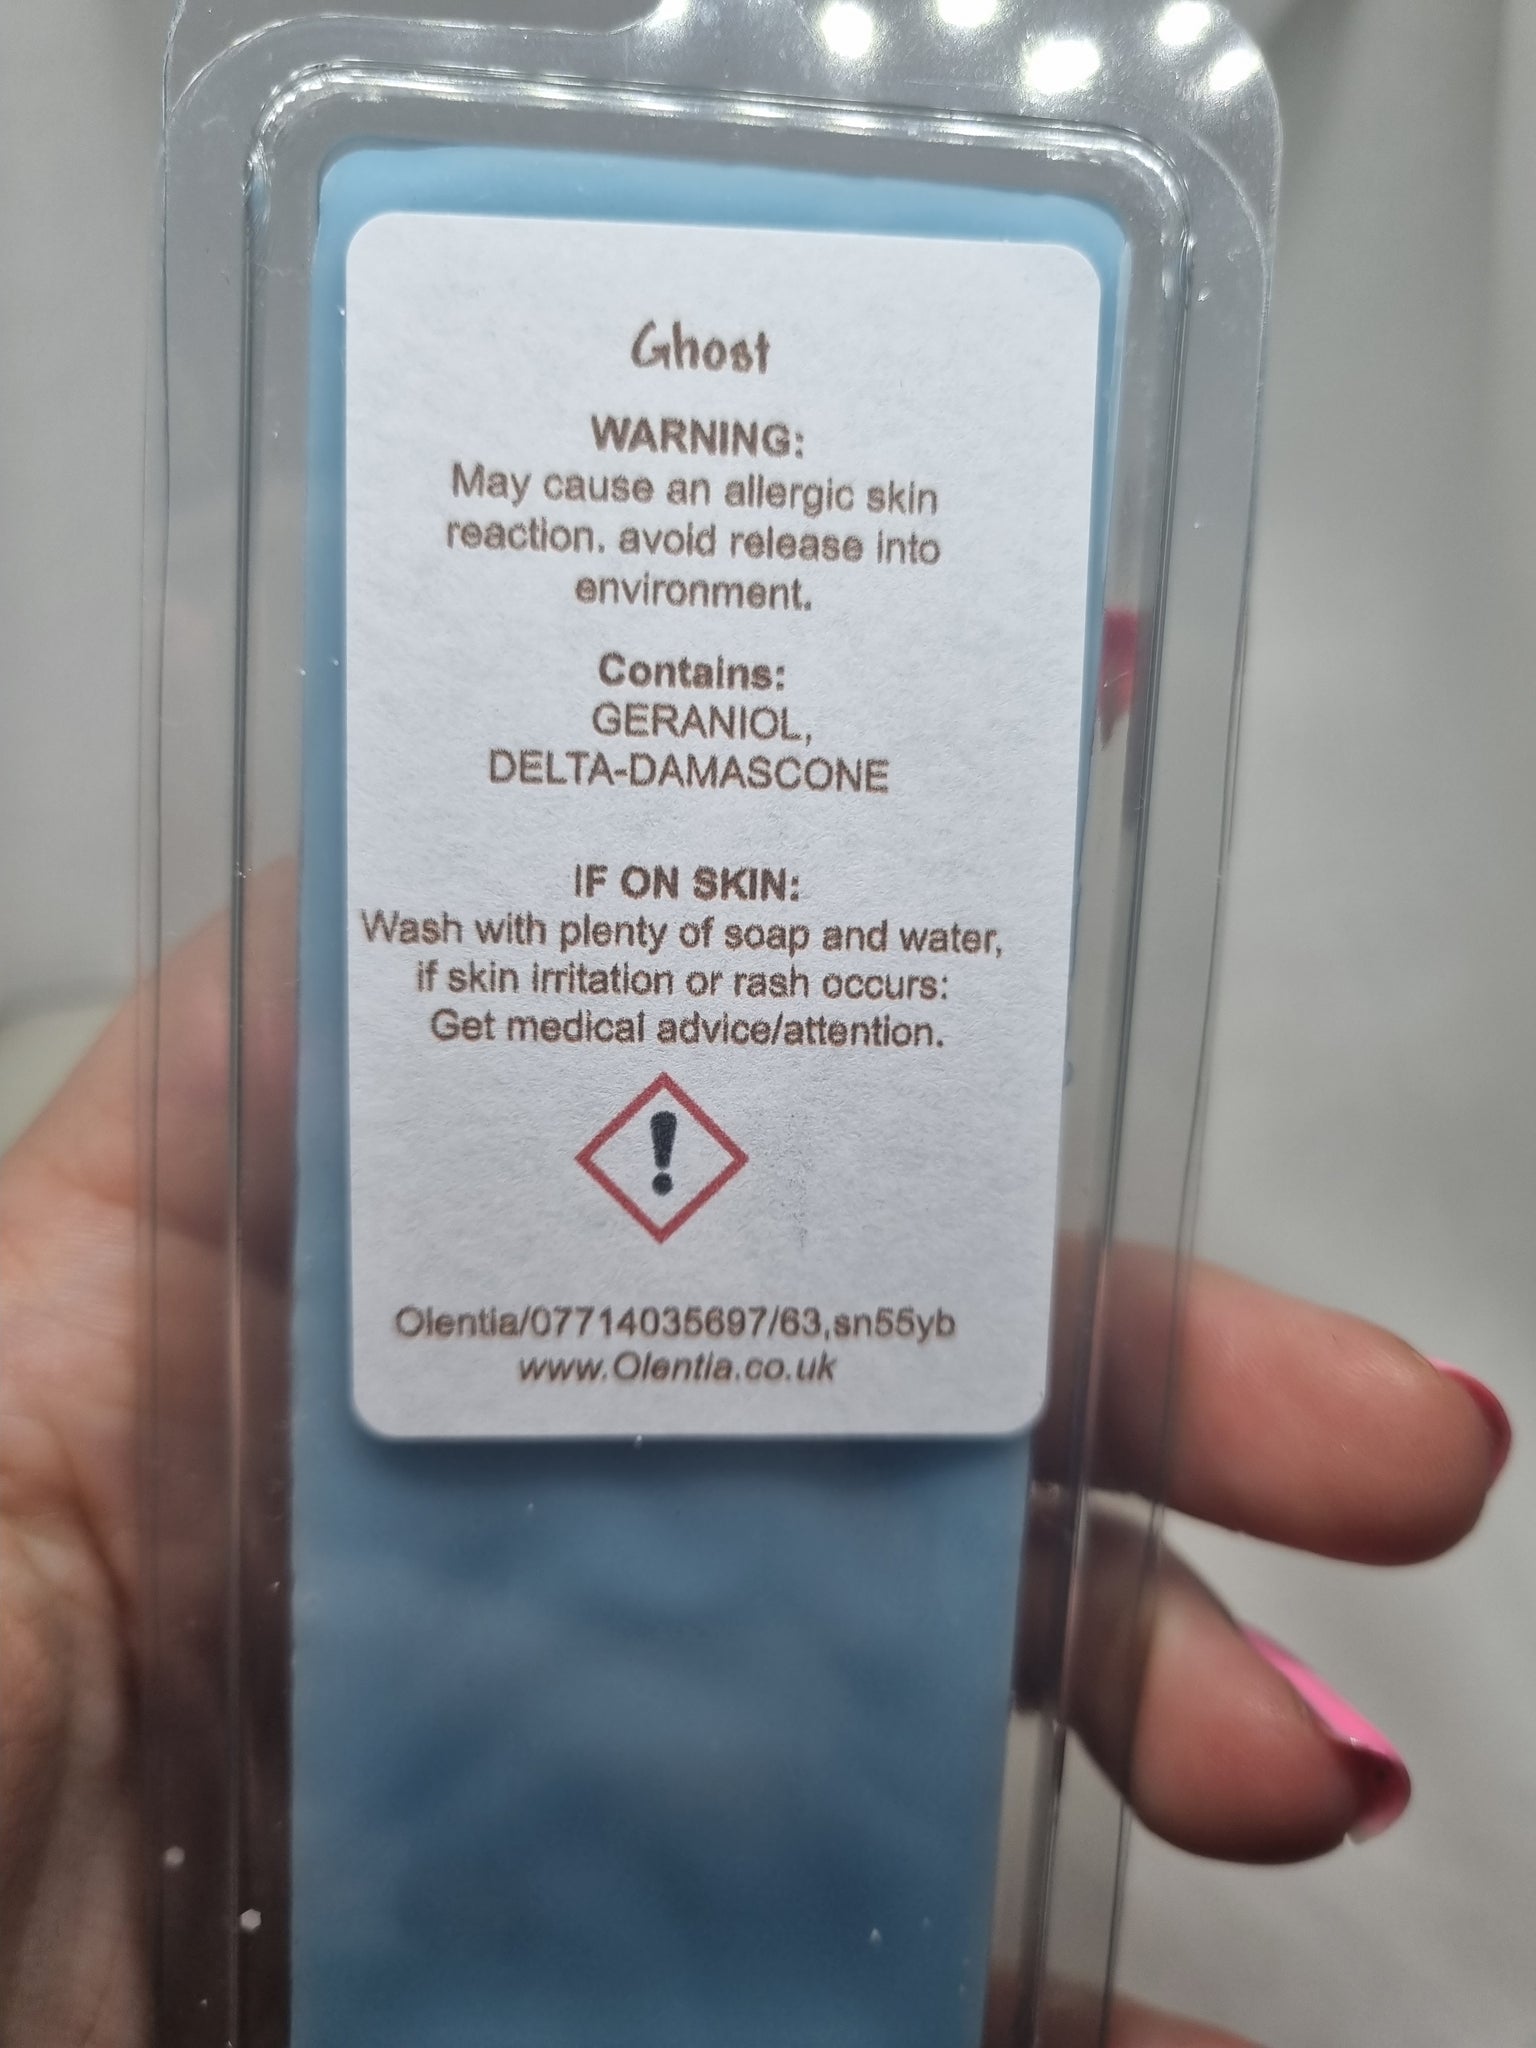 Ghost
WARNING:
May cause an allergic skin
reaction. avoid release into
environment.
Contains:
GERANIOL,
DELTA-DAMASCONE
IF ON SKIN:
Wash with plenty of soap and water,
if skin irritation or rash occurs:
Get medical advice/attention.
!
Olentia/07714035697/63,sn55yb
www.Olentia.co.uk